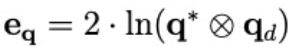 𝐞_𝐪 = 2 · ln(𝐪* ⊗ 𝐪_d)